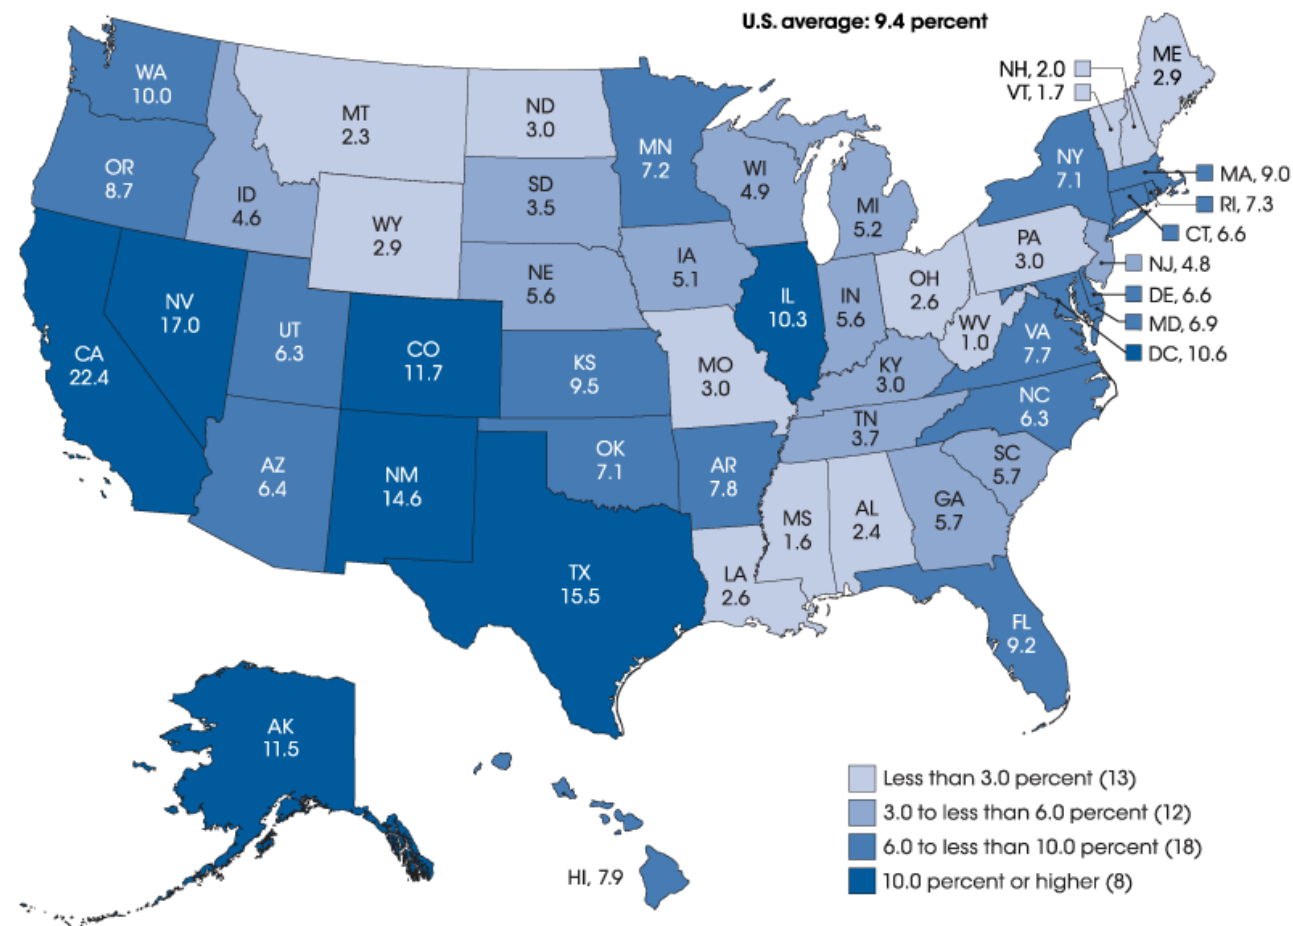 U.S. average: 9.4 percent
WA
10.0
OR
8.7
CA
22.4
NV
17.0
ID
4.6
MT
2.3
WY
2.9
UT
6.3
AZ
6.4
CO
11.7
NM
14.6
ND
3.0
SD
3.5
NE
5.6
KS
9.5
OK
7.1
TX
15.5
MN
7.2
IA
5.1
MO
3.0
AR
7.8
LA
2.6
WI
4.9
IL
10.3
MI
5.2
IN
5.6
OH
2.6
KY
3.0
TN
3.7
MS
1.6
AL
2.4
GA
5.7
FL
9.2
SC
5.7
NC
6.3
VA
7.7
WV
1.0
PA
3.0
NY
7.1
ME
2.9
NH, 2.0
VT, 1.7
MA, 9.0
RI, 7.3
CT, 6.6
NJ, 4.8
DE, 6.6
MD, 6.9
DC, 10.6
AK
11.5
HI, 7.9
Less than 3.0 percent (13)
3.0 to less than 6.0 percent (12)
6.0 to less than 10.0 percent (18)
10.0 percent or higher (8)